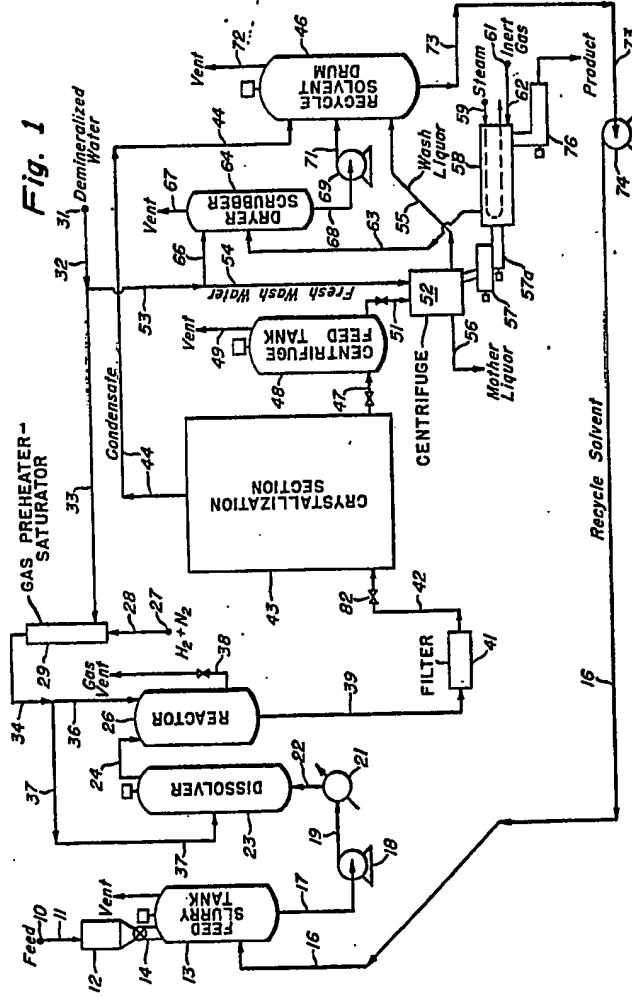 Fig. 1
31
Demineralized
Water
32
33
53
GAS PREHEATER-
SATURATOR
29
28
27
H2 + N2
34
36
37
37
Gas
Vent
38
24
26
REACTOR
39
FILTER
41
42
82
43
CRYSTALLIZATION
SECTION
44
Condensate
44
47
48
49
Vent
CENTRIFUGE
FEED
TANK
51
52
CENTRIFUGE
54
Fresh Wash Water
55
Wash
Liquor
56
Mother
Liquor
57
57a
58
59
Steam
61
Inert
Gas
62
63
64
DRYER
SCRUBBER
66
67
Vent
68
69
71
72
Vent
46
RECYCLE
SOLVENT
DRUM
73
73
74
76
Product
Recycle Solvent
16
16
Feed
10
11
12
14
13
Vent
FEED
SLURRY
TANK
17
18
19
21
22
23
DISSOLVER